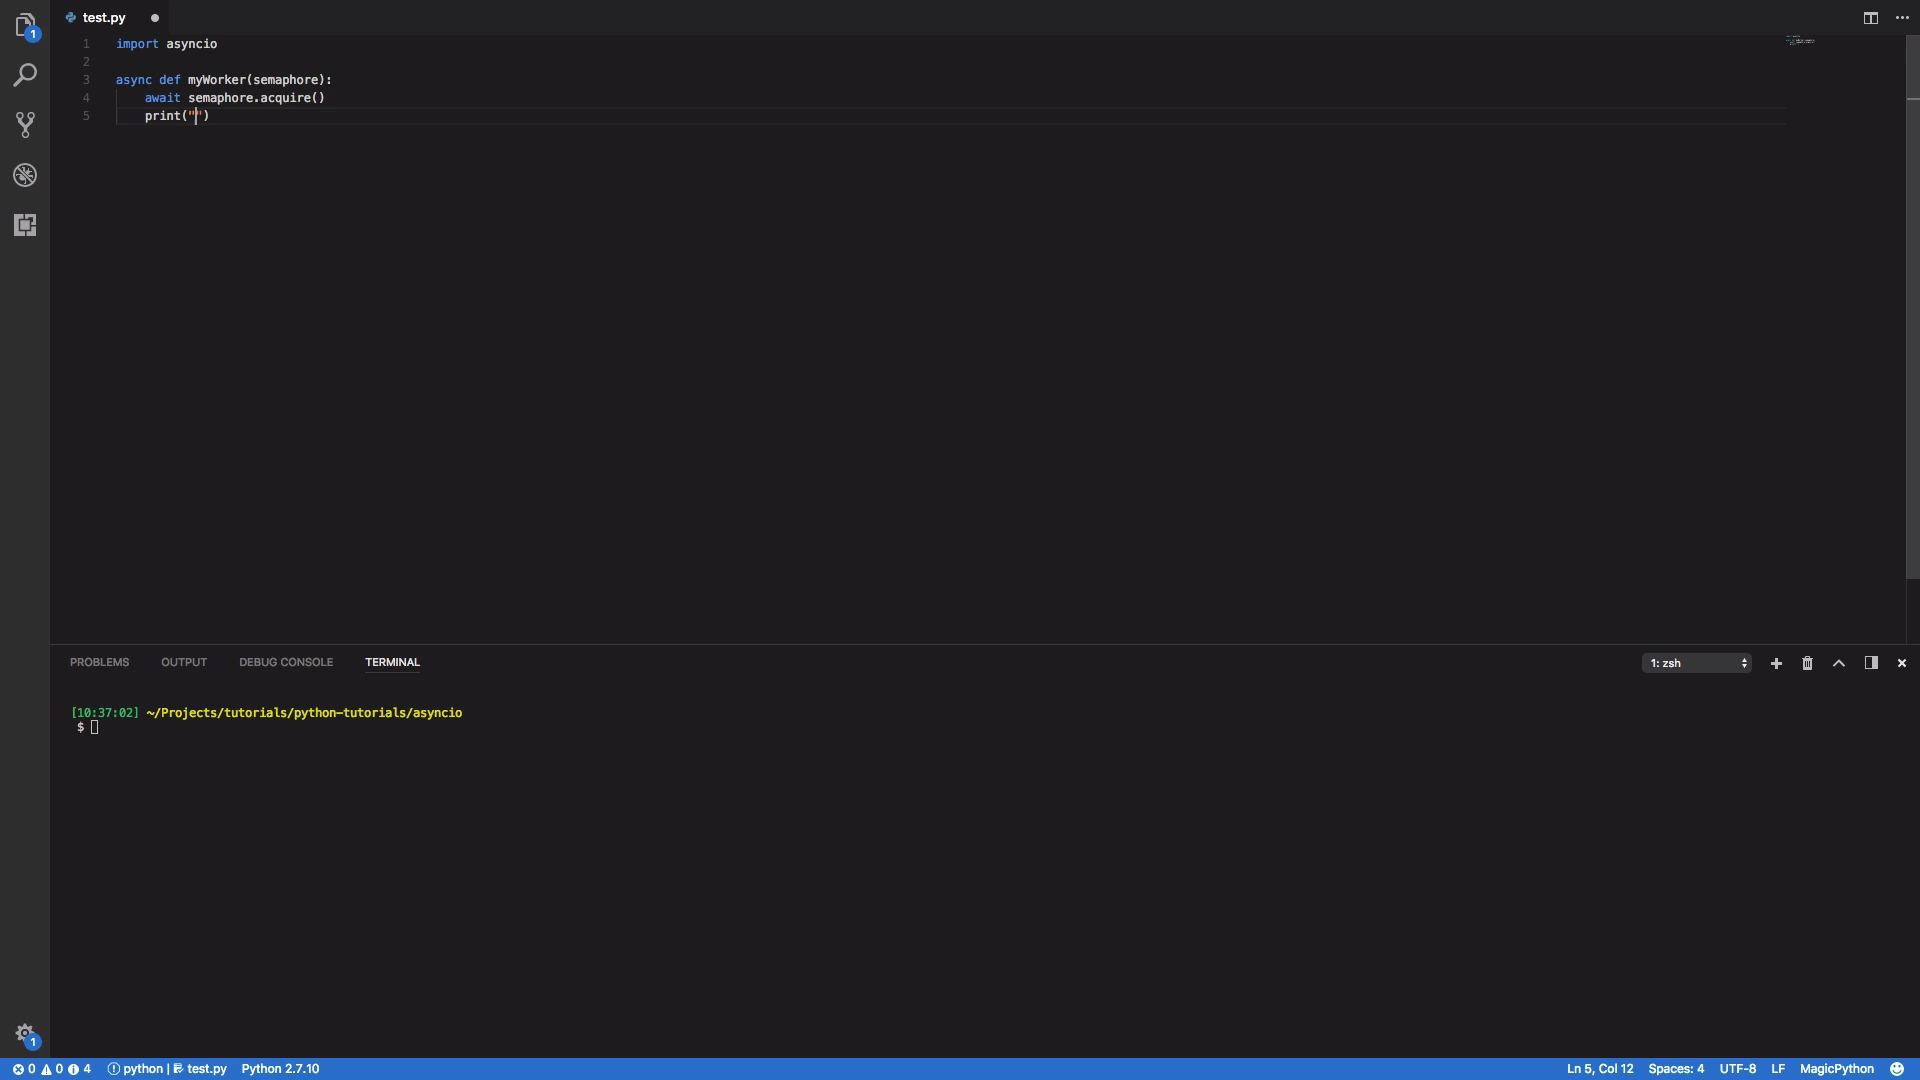 1
test.py
1 import asyncio
2
3 async def myWorker(semaphore):
4 await semaphore.acquire()
5 print("")
PROBLEMS OUTPUT DEBUG CONSOLE TERMINAL
1: zsh
[10:37:02] ~/Projects/tutorials/python-tutorials/asyncio
$
1
0 0 4 python | test.py Python 2.7.10 Ln 5, Col 12 Spaces: 4 UTF-8 LF MagicPython